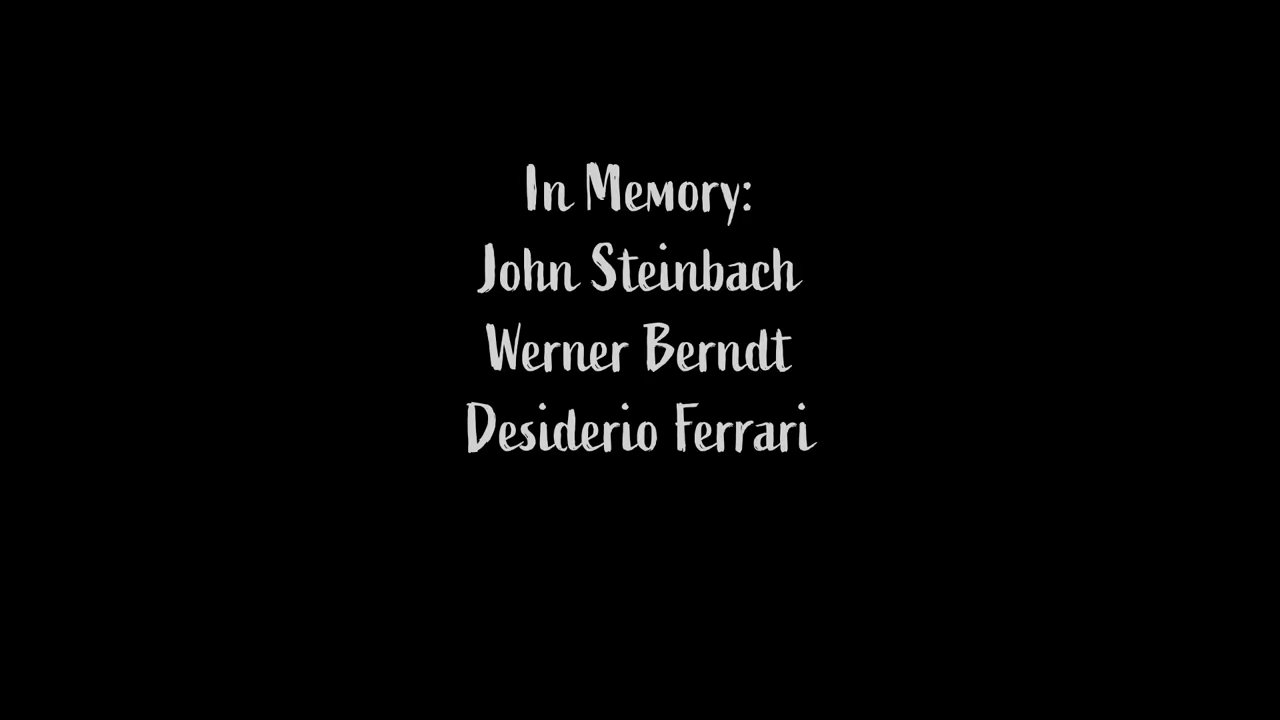 In Memory:
John Steinbach
Werner Berndt
Desiderio Ferrari